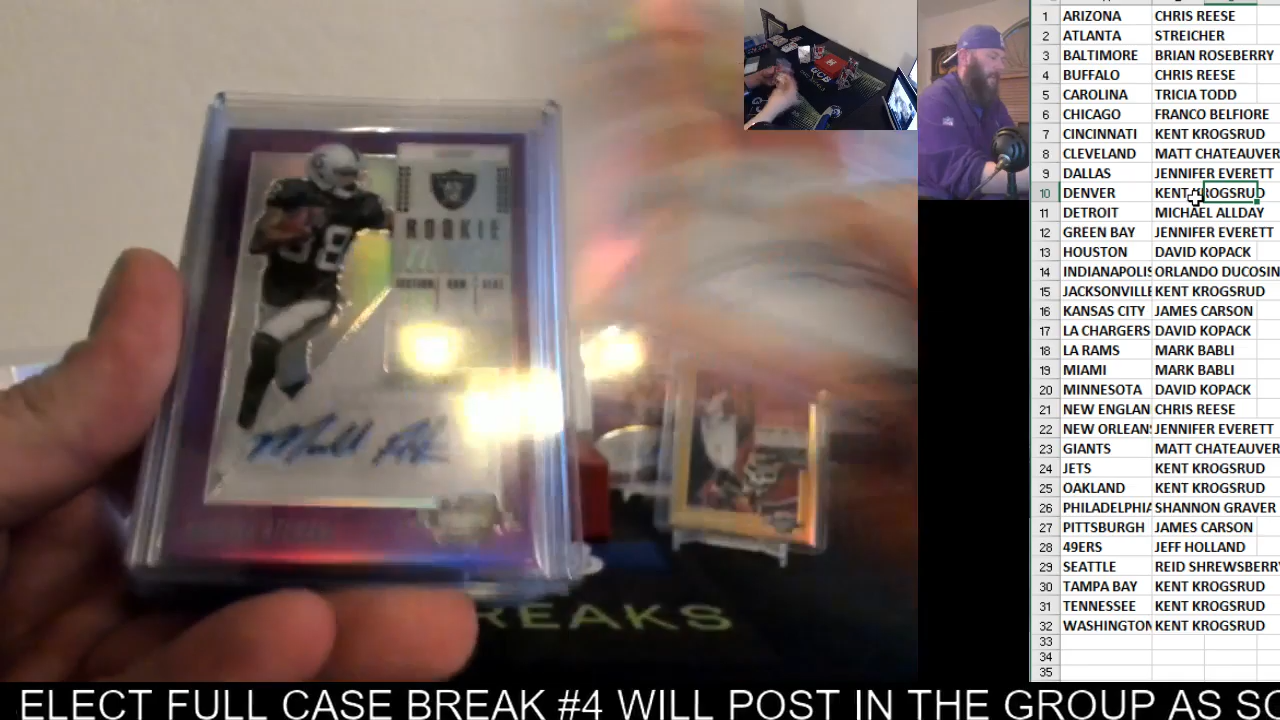 ROOKIE
38
SECTION ROW SEAT
REAKS
1 ARIZONA CHRIS REESE
2 ATLANTA STREICHER
3 BALTIMORE BRIAN ROSEBERRY
4 BUFFALO CHRIS REESE
5 CAROLINA TRICIA TODD
6 CHICAGO FRANCO BELFIORE
7 CINCINNATI KENT KROGSRUD
8 CLEVELAND MATT CHATEAUVER
9 DALLAS JENNIFER EVERETT
10 DENVER KENT KROGSRUD
11 DETROIT MICHAEL ALLDAY
12 GREEN BAY JENNIFER EVERETT
13 HOUSTON DAVID KOPACK
14 INDIANAPOLIS ORLANDO DUCOSIN
15 JACKSONVILLE KENT KROGSRUD
16 KANSAS CITY JAMES CARSON
17 LA CHARGERS DAVID KOPACK
18 LA RAMS MARK BABLI
19 MIAMI MARK BABLI
20 MINNESOTA DAVID KOPACK
21 NEW ENGLAN CHRIS REESE
22 NEW ORLEANS JENNIFER EVERETT
23 GIANTS MATT CHATEAUVER
24 JETS KENT KROGSRUD
25 OAKLAND KENT KROGSRUD
26 PHILADELPHIA SHANNON GRAVER
27 PITTSBURGH JAMES CARSON
28 49ERS JEFF HOLLAND
29 SEATTLE REID SHREWSBERRY
30 TAMPA BAY KENT KROGSRUD
31 TENNESSEE KENT KROGSRUD
32 WASHINGTON KENT KROGSRUD
33
34
35
ELECT FULL CASE BREAK #4 WILL POST IN THE GROUP AS SO